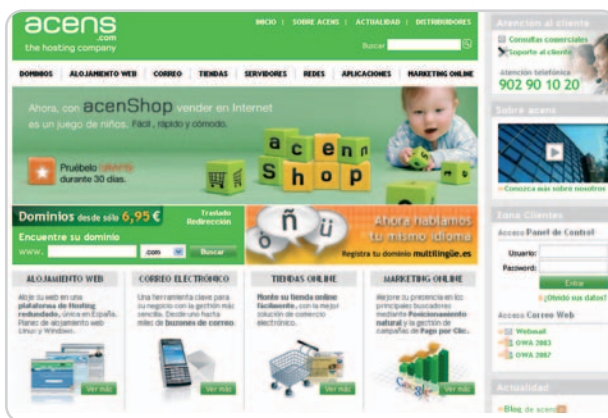 acens
.com
the hosting company
INICIO | SOBRE ACENS | ACTUALIDAD | DISTRIBUIDORES
Buscar
DOMINIOS | ALOJAMIENTO WEB | CORREO | TIENDAS | SERVIDORES | REDES | APLICACIONES | MARKETING ONLINE
Ahora, con acenShop vender en Internet
es un juego de niños. Fácil, rápido y cómodo.
Pruébelo
durante 30 días.
a c e n n
S h o p
Dominios desde sólo 6,95 €
Traslado
Redirección
Encuentre su dominio
www.
.com
Buscar
ó ñ ü
Ahora hablamos
tu mismo idioma
Registra tu dominio multilingüe.es
ALOJAMIENTO WEB
Aloje su web en una
plataforma de Hosting
redundado, única en España.
Planes de alojamiento web
Linux y Windows.
Ver más
CORREO ELECTRÓNICO
Una herramienta clave para su
negocio con la gestión más
sencilla. Desde uno hasta
miles de buzones de correo.
Ver más
TIENDAS ONLINE
Monte su tienda online
fácilmente, con la mejor
solución de comercio
electrónico.
Ver más
MARKETING ONLINE
Mejore su presencia en los
principales buscadores
mediante Posicionamiento
natural y la gestión de
campañas de Pago por Clic.
Google
Ver más
Atención al cliente
Consultas comerciales
Soporte al cliente
Atención telefónica
902 90 10 20
Sobre acens
Conozca más sobre nosotros
Zona Clientes
Acceso Panel de Control
Usuario:
Password:
Entrar
¿Olvidó sus datos?
Acceso Correo Web
Webmail
OWA 2003
OWA 2007
Actualidad
Blog de acens